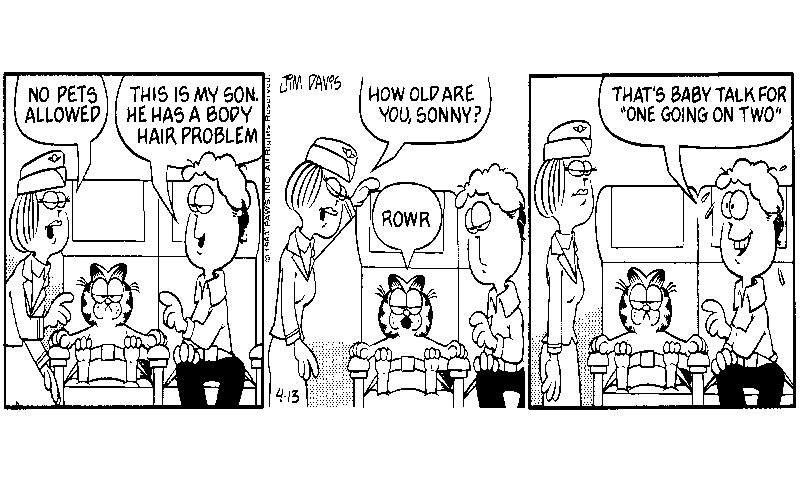 NO PETS
ALLOWED
THIS IS MY SON.
HE HAS A BODY
HAIR PROBLEM
JIM DAVIS
HOW OLD ARE
YOU, SONNY?
ROWR
4-13
THAT'S BABY TALK FOR
"ONE GOING ON TWO"